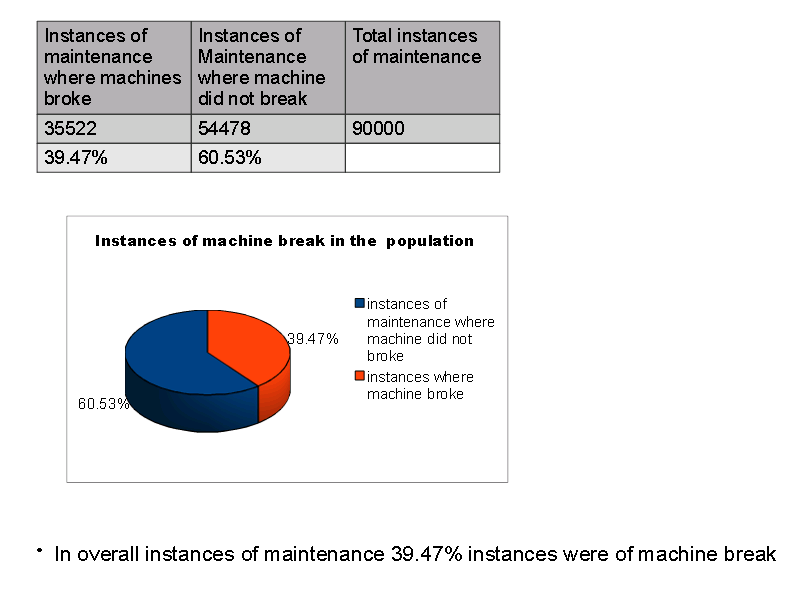 Instances of
maintenance
where machines
broke
Instances of
Maintenance
where machine
did not break
Total instances
of maintenance
35522
54478
90000
39.47%
60.53%
Instances of machine break in the  population
39.47%
60.53%
instances of
maintenance where
machine did not
broke
instances where
machine broke
• In overall instances of maintenance 39.47% instances were of machine break